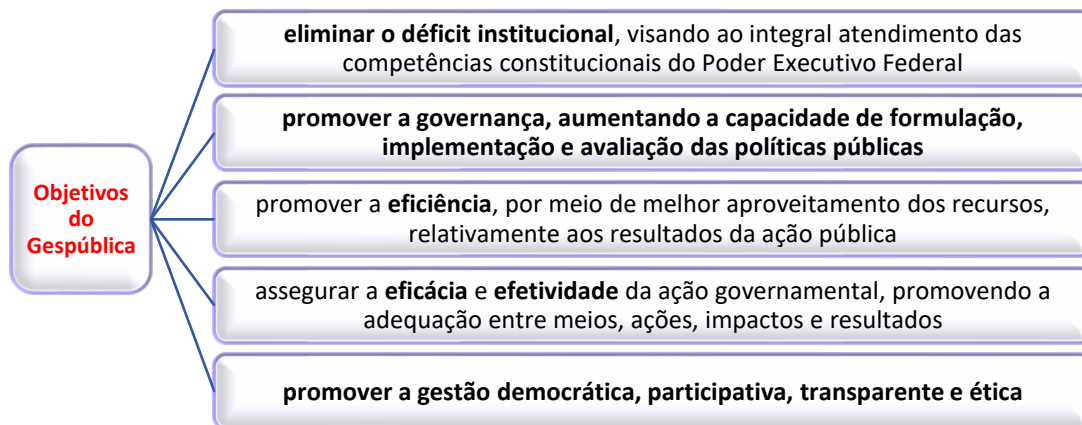 eliminar o déficit institucional, visando ao integral atendimento das
competências constitucionais do Poder Executivo Federal
promover a governança, aumentando a capacidade de formulação,
implementação e avaliação das políticas públicas
Objetivos
do
Gespública
promover a eficiência, por meio de melhor aproveitamento dos recursos,
relativamente aos resultados da ação pública
assegurar a eficácia e efetividade da ação governamental, promovendo a
adequação entre meios, ações, impactos e resultados
promover a gestão democrática, participativa, transparente e ética